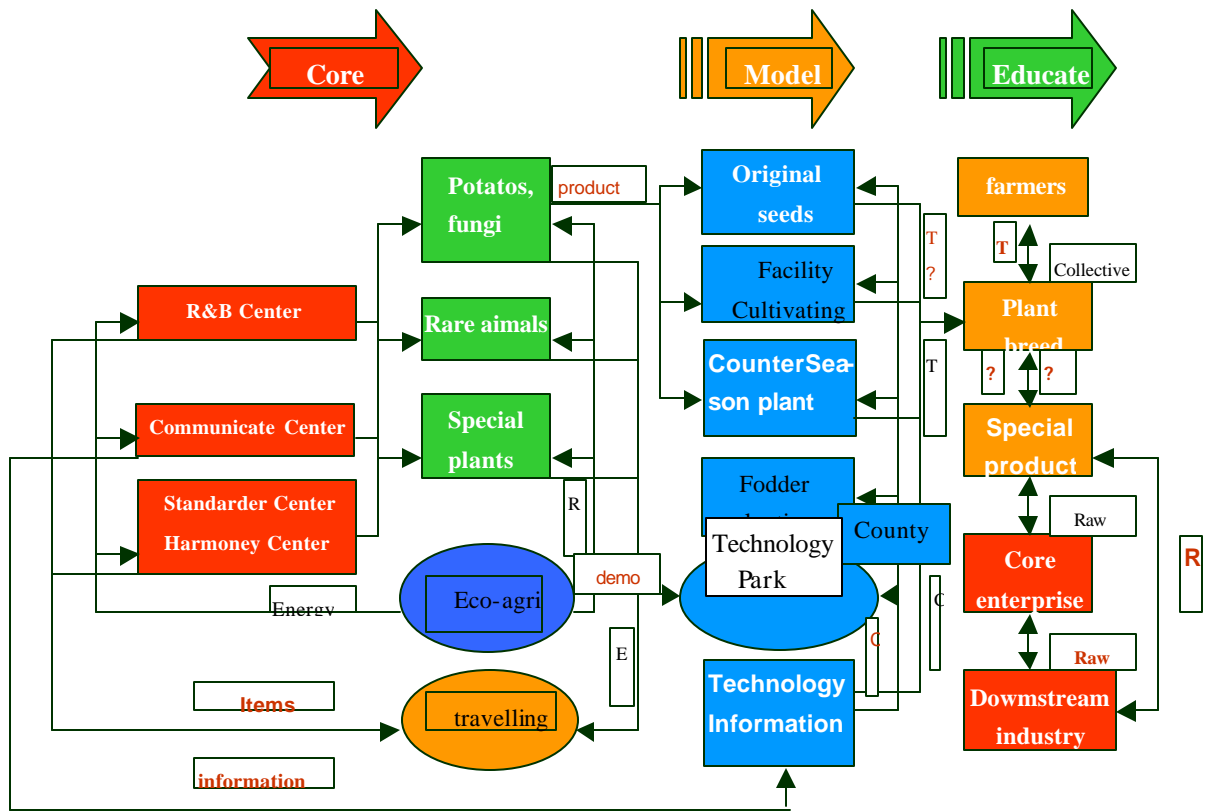 Core
Model
Educate
Potatos,
fungi
product
Original
seeds
farmers
T
?
T
Collective
Facility
Cultivating
R&B Center
Rare aimals
Plant
breed
CounterSea-
son plant
T
?
?
Communicate Center
Special
plants
Special
product
Standarder Center
Harmoney Center
R
Fodder
County
Raw
Technology
Park
Core
enterprise
R
Eco-agri
demo
Energy
E
Raw
Technology
Information
Dowmstream
industry
Items
travelling
information